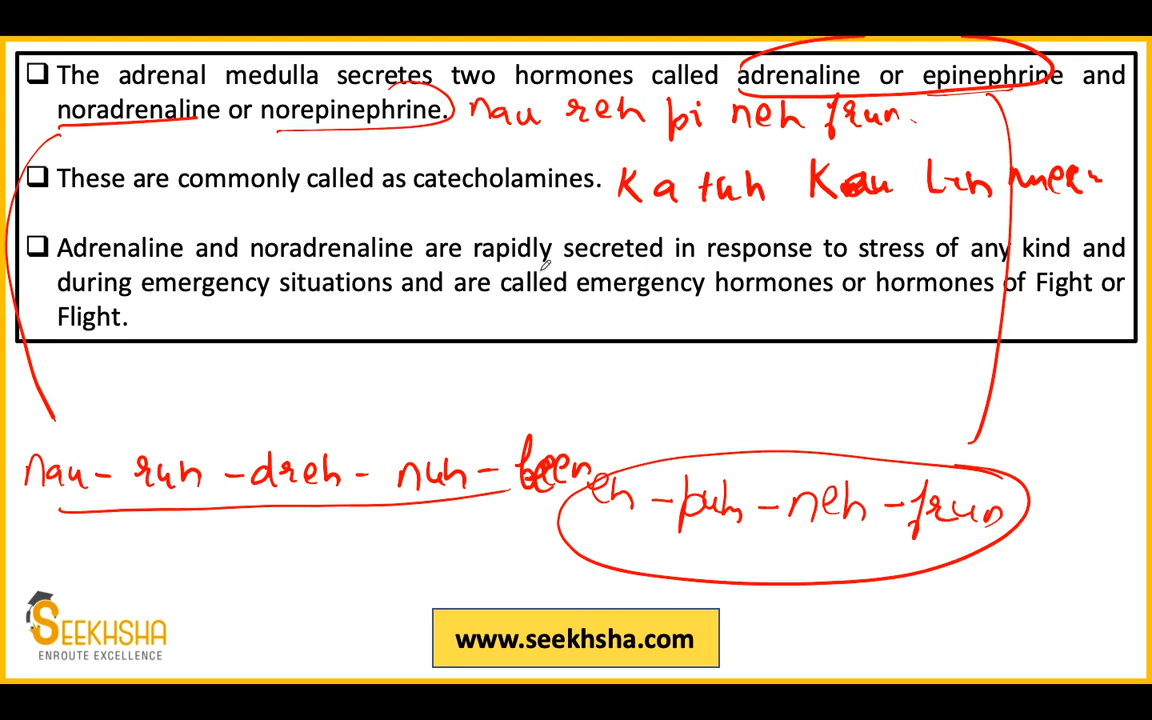 ❑ The adrenal medulla secretes two hormones called adrenaline or epinephrine and
noradrenaline or norepinephrine. nau reh pi neh frun.
❑ These are commonly called as catecholamines. Ka tuh Kau
❑ Adrenaline and noradrenaline are rapidly secreted in response to stress of any kind and
during emergency situations and are called emergency hormones or hormones of Fight or
Flight.
nau - ruh - dreh - nuh -
eh - puh - neh - frun
SEEKHSHA
ENROUTE EXCELLENCE
www.seekhsha.com